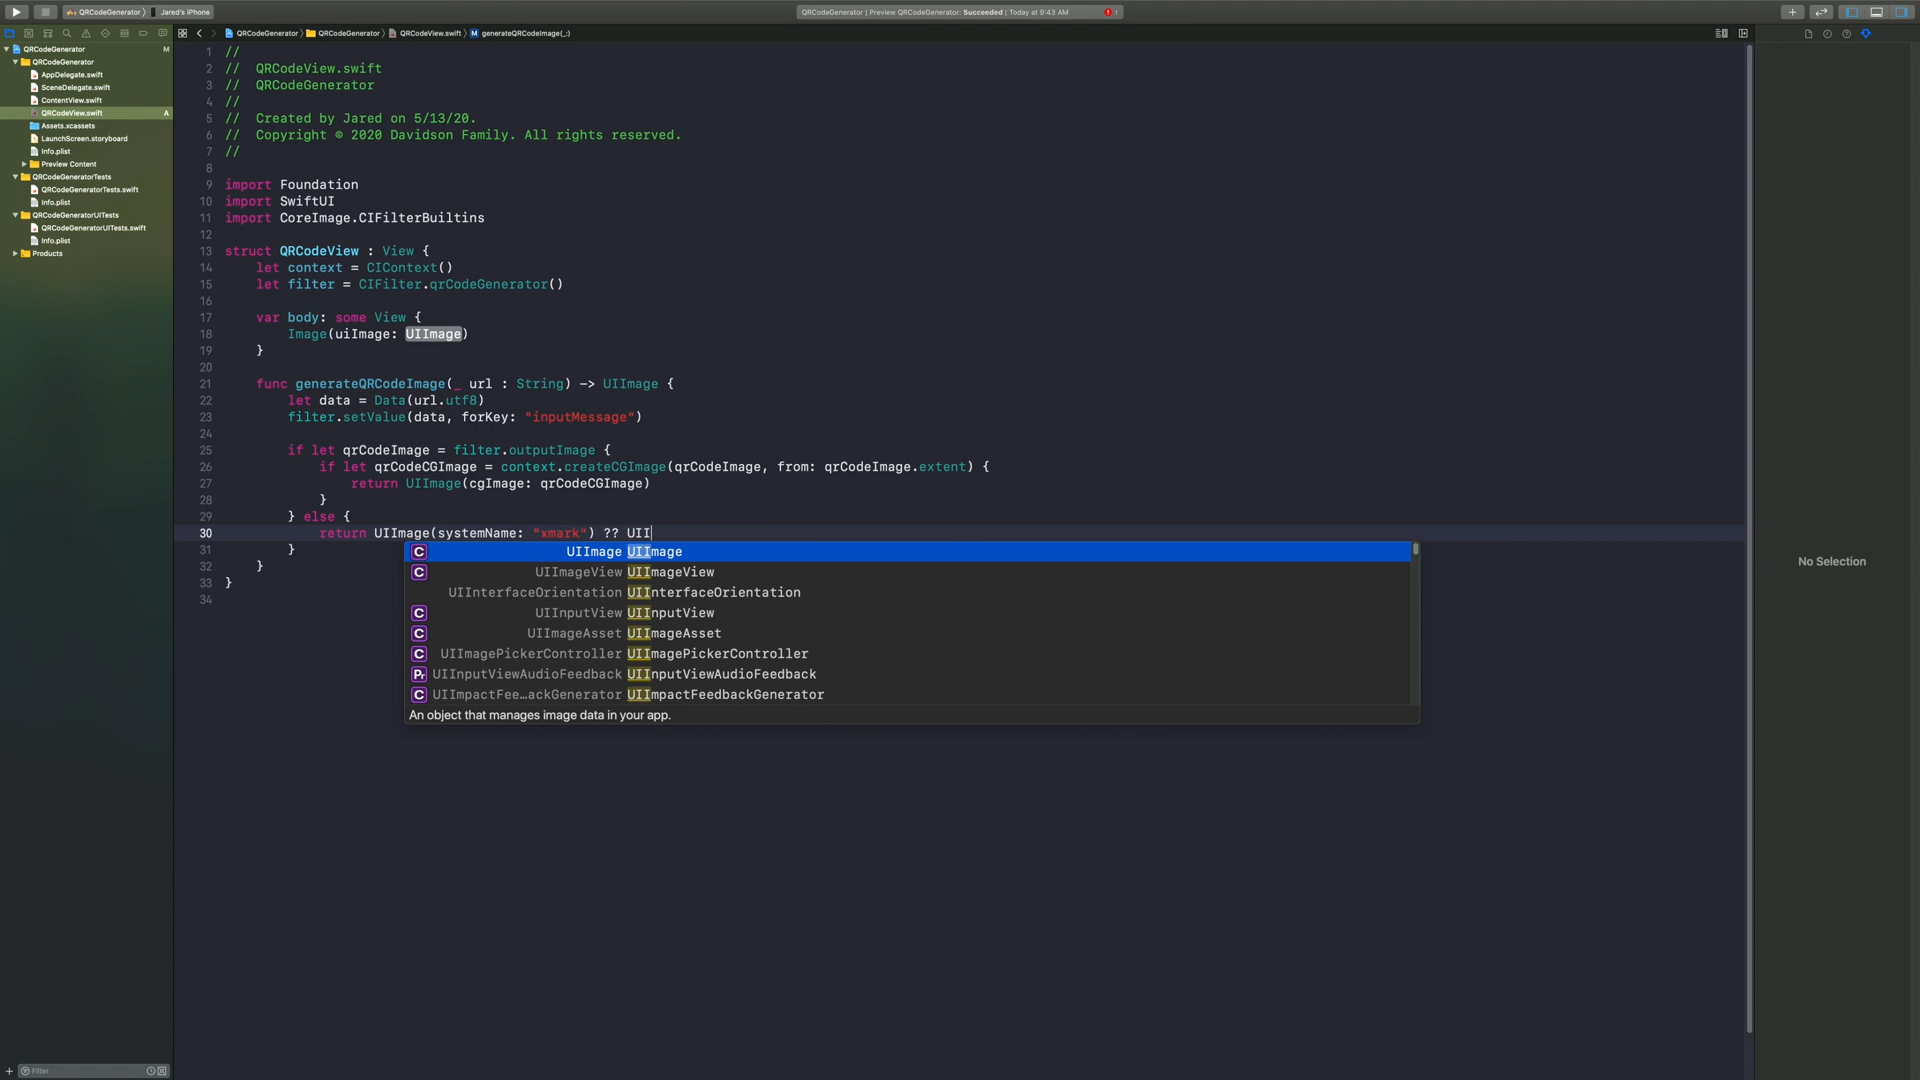 QRCodeGenerator 〉 Jared's iPhone
QRCodeGenerator | Preview QRCodeGenerator: Succeeded | Today at 9:43 AM
1
QRCodeGenerator 〉 QRCodeGenerator 〉 QRCodeView.swift 〉 M generateQRCodeImage(_:)
QRCodeGenerator M
QRCodeGenerator
AppDelegate.swift
SceneDelegate.swift
ContentView.swift
QRCodeView.swift A
Assets.xcassets
LaunchScreen.storyboard
Info.plist
Preview Content
QRCodeGeneratorTests
QRCodeGeneratorTests.swift
Info.plist
QRCodeGeneratorUITests
QRCodeGeneratorUITests.swift
Info.plist
Products
Filter
1 //
2 //  QRCodeView.swift
3 //  QRCodeGenerator
4 //
5 //  Created by Jared on 5/13/20.
6 //  Copyright © 2020 Davidson Family. All rights reserved.
7 //
8
9 import Foundation
10 import SwiftUI
11 import CoreImage.CIFilterBuiltins
12
13 struct QRCodeView : View {
14     let context = CIContext()
15     let filter = CIFilter.qrCodeGenerator()
16
17     var body: some View {
18         Image(uiImage: UIImage)
19     }
20
21     func generateQRCodeImage(_ url : String) -> UIImage {
22         let data = Data(url.utf8)
23         filter.setValue(data, forKey: "inputMessage")
24
25         if let qrCodeImage = filter.outputImage {
26             if let qrCodeCGImage = context.createCGImage(qrCodeImage, from: qrCodeImage.extent) {
27                 return UIImage(cgImage: qrCodeCGImage)
28             }
29         } else {
30             return UIImage(systemName: "xmark") ?? UII
31         }
32     }
33 }
34
C UIImage UIImage
C UIImageView UIImageView
UIInterfaceOrientation UIInterfaceOrientation
C UIInputView UIInputView
C UIImageAsset UIImageAsset
C UIImagePickerController UIImagePickerController
Pr UIInputViewAudioFeedback UIInputViewAudioFeedback
C UIImpactFee…ackGenerator UIImpactFeedbackGenerator
An object that manages image data in your app.
No Selection